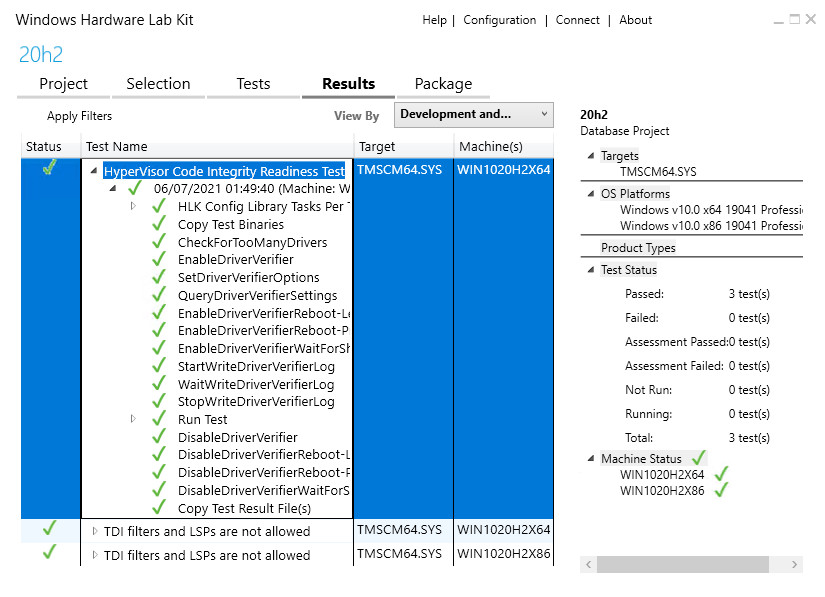 Windows Hardware Lab Kit
Help | Configuration | Connect | About
20h2
Project Selection Tests Results Package
Apply Filters View By Development and...
Status Test Name Target Machine(s)
HyperVisor Code Integrity Readiness Test TMSCM64.SYS WIN1020H2X64
06/07/2021 01:49:40 (Machine: W
HLK Config Library Tasks Per T
Copy Test Binaries
CheckForTooManyDrivers
EnableDriverVerifier
SetDriverVerifierOptions
QueryDriverVerifierSettings
EnableDriverVerifierReboot-Le
EnableDriverVerifierReboot-P
EnableDriverVerifierWaitForSh
StartWriteDriverVerifierLog
WaitWriteDriverVerifierLog
StopWriteDriverVerifierLog
Run Test
DisableDriverVerifier
DisableDriverVerifierReboot-L
DisableDriverVerifierReboot-P
DisableDriverVerifierWaitForS
Copy Test Result File(s)
TDI filters and LSPs are not allowed TMSCM64.SYS WIN1020H2X64
TDI filters and LSPs are not allowed TMSCM64.SYS WIN1020H2X86
20h2
Database Project
Targets
TMSCM64.SYS
OS Platforms
Windows v10.0 x64 19041 Professi
Windows v10.0 x86 19041 Professi
Product Types
Test Status
Passed: 3 test(s)
Failed: 0 test(s)
Assessment Passed: 0 test(s)
Assessment Failed: 0 test(s)
Not Run: 0 test(s)
Running: 0 test(s)
Total: 3 test(s)
Machine Status
WIN1020H2X64
WIN1020H2X86